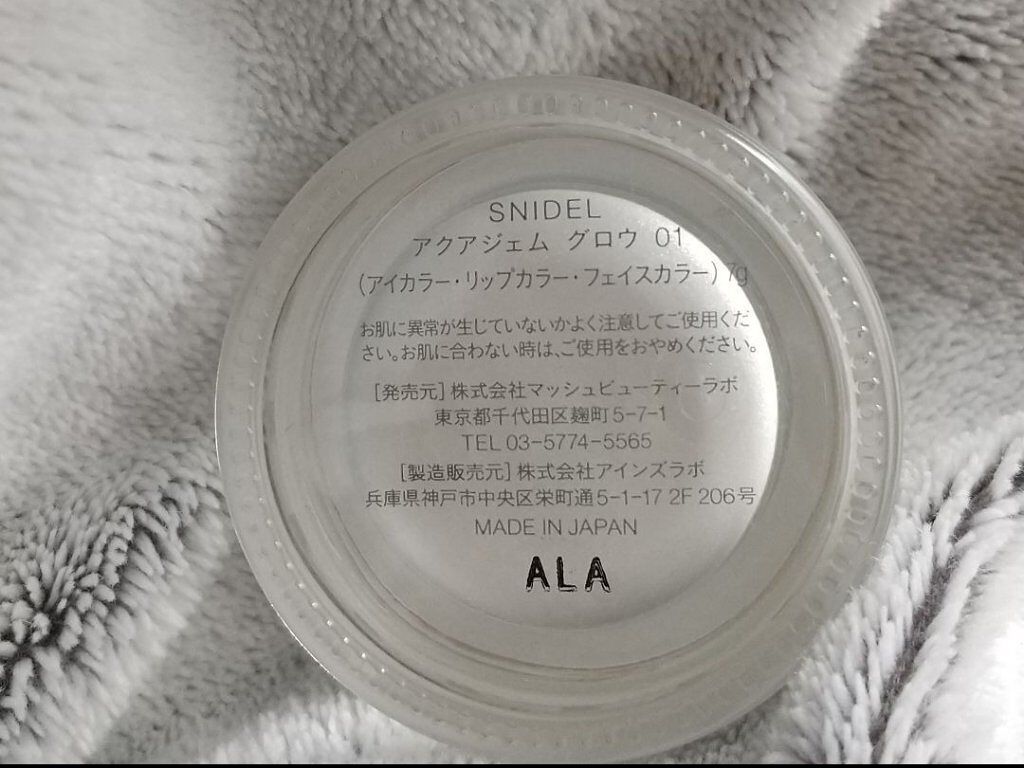 SNIDEL
アクアジェム グロウ 01
(アイカラー・リップカラー・フェイスカラー) 7g
お肌に異常が生じていないかよく注意してご使用くだ
さい。お肌に合わない時は、ご使用をおやめください。
[発売元] 株式会社マッシュビューティーラボ
東京都千代田区麹町5-7-1
TEL 03-5774-5565
[製造販売元] 株式会社アインズラボ
兵庫県神戸市中央区栄町通5-1-17 2F 206号
MADE IN JAPAN
ALA